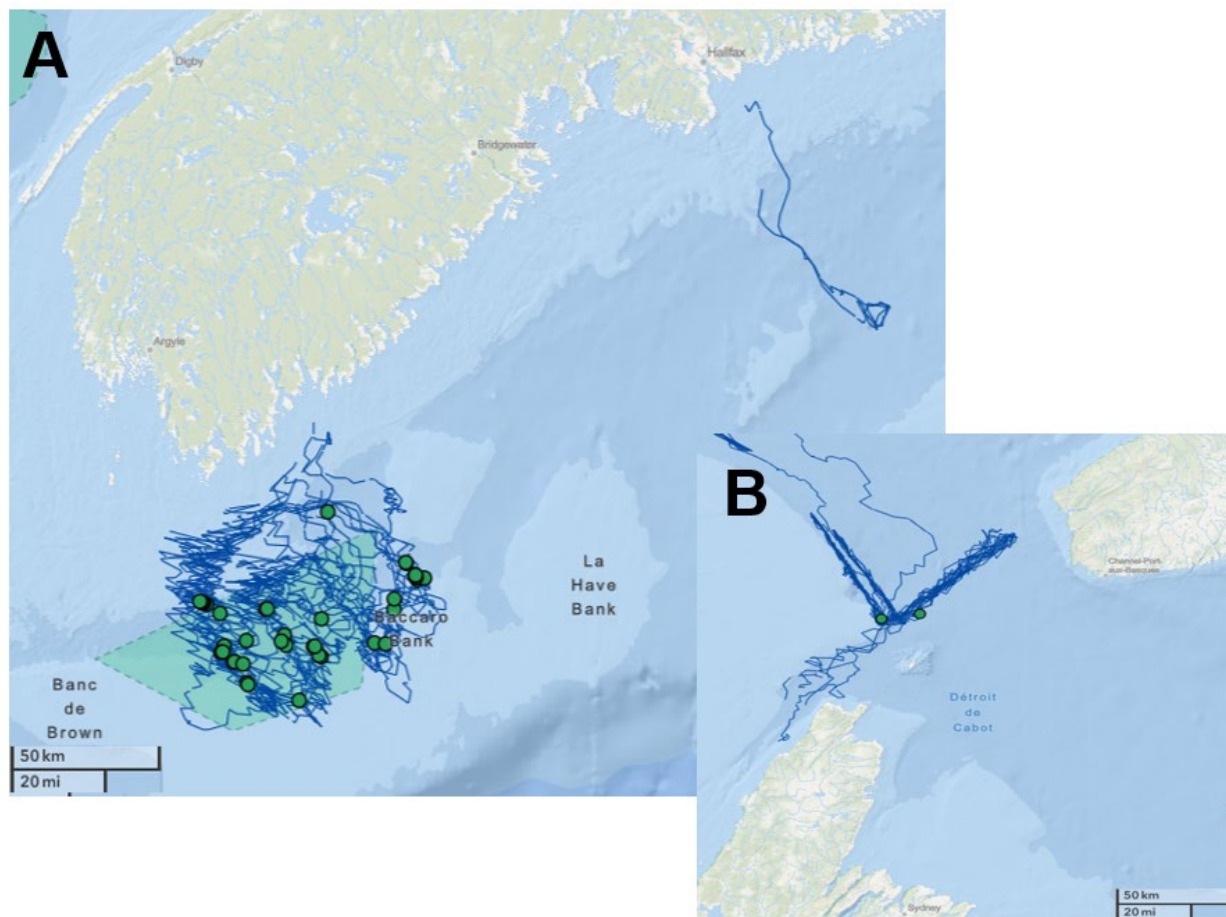 A
Digby
Halifax
Bridgewater
Argyle
La
Have
Bank
Baccaro
Bank
Banc
de
Brown
50 km
20 mi
B
Channel-Port-
aux-Basques
Détroit
de
Cabot
Sydney
50 km
20 mi